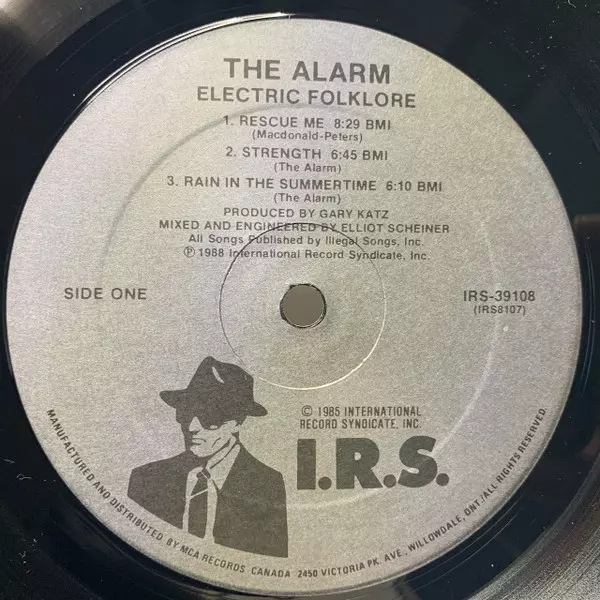 THE ALARM
ELECTRIC FOLKLORE
1. RESCUE ME 8:29 BMI
(Macdonald-Peters)
2. STRENGTH 6:45 BMI
(The Alarm)
3. RAIN IN THE SUMMERTIME 6:10 BMI
(The Alarm)
PRODUCED BY GARY KATZ
MIXED AND ENGINEERED BY ELLIOT SCHEINER
All Songs Published by Illegal Songs, Inc.
℗ 1988 International Record Syndicate, Inc.
SIDE ONE
IRS-39108
(IRS8107)
© 1985 INTERNATIONAL
RECORD SYNDICATE, INC.
I.R.S.
MANUFACTURED AND DISTRIBUTED BY MCA RECORDS CANADA 2450 VICTORIA PK. AVE., WILLOWDALE, ONT./ALL RIGHTS RESERVED.